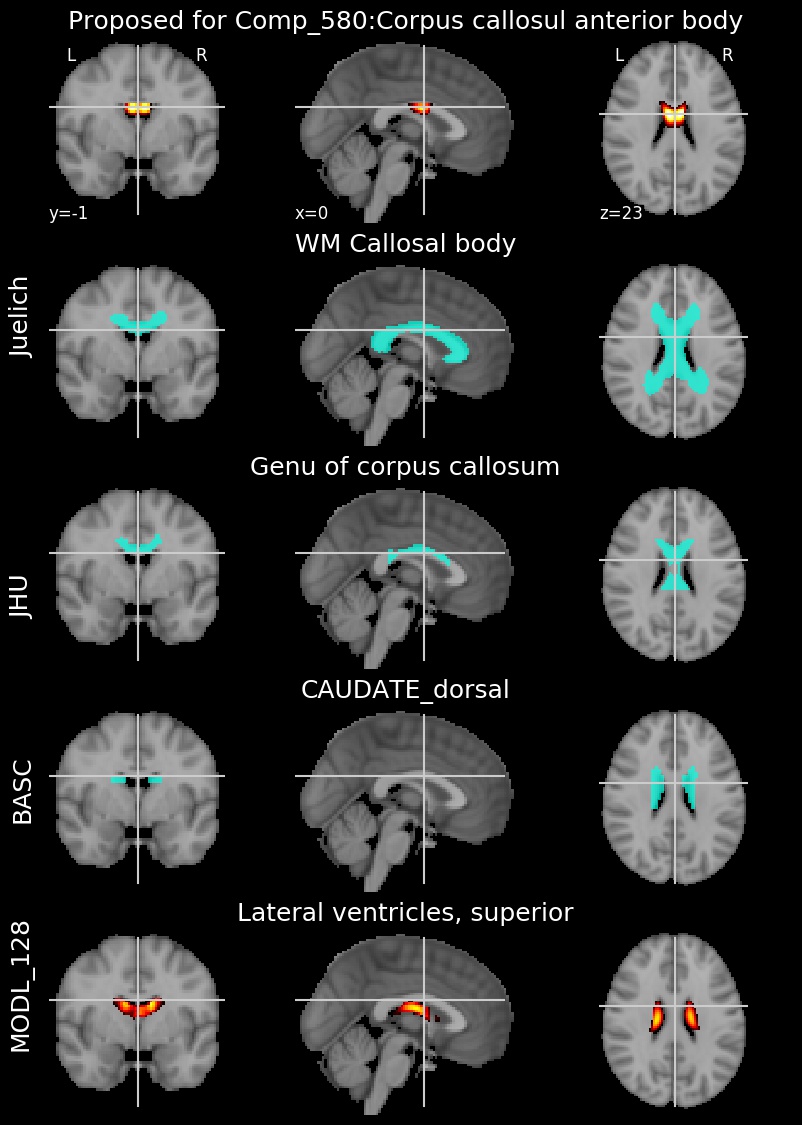 Proposed for Comp_580:Corpus callosul anterior body
L R L R
y=-1 x=0 z=23
WM Callosal body
Juelich
Genu of corpus callosum
JHU
CAUDATE_dorsal
BASC
Lateral ventricles, superior
MODL_128